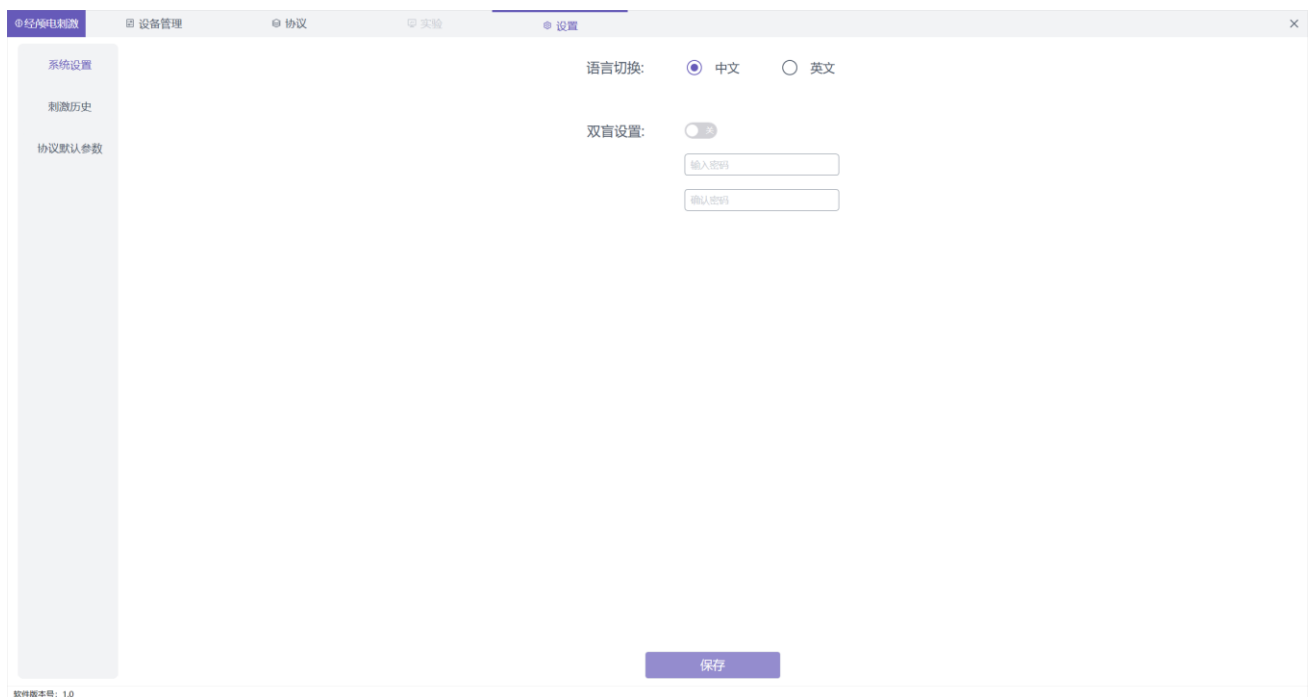 经颅电刺激 设备管理 协议 实验 设置
系统设置
刺激历史
协议默认参数
语言切换: 中文 英文
双盲设置:
输入密码
确认密码
保存
软件版本号: 1.0